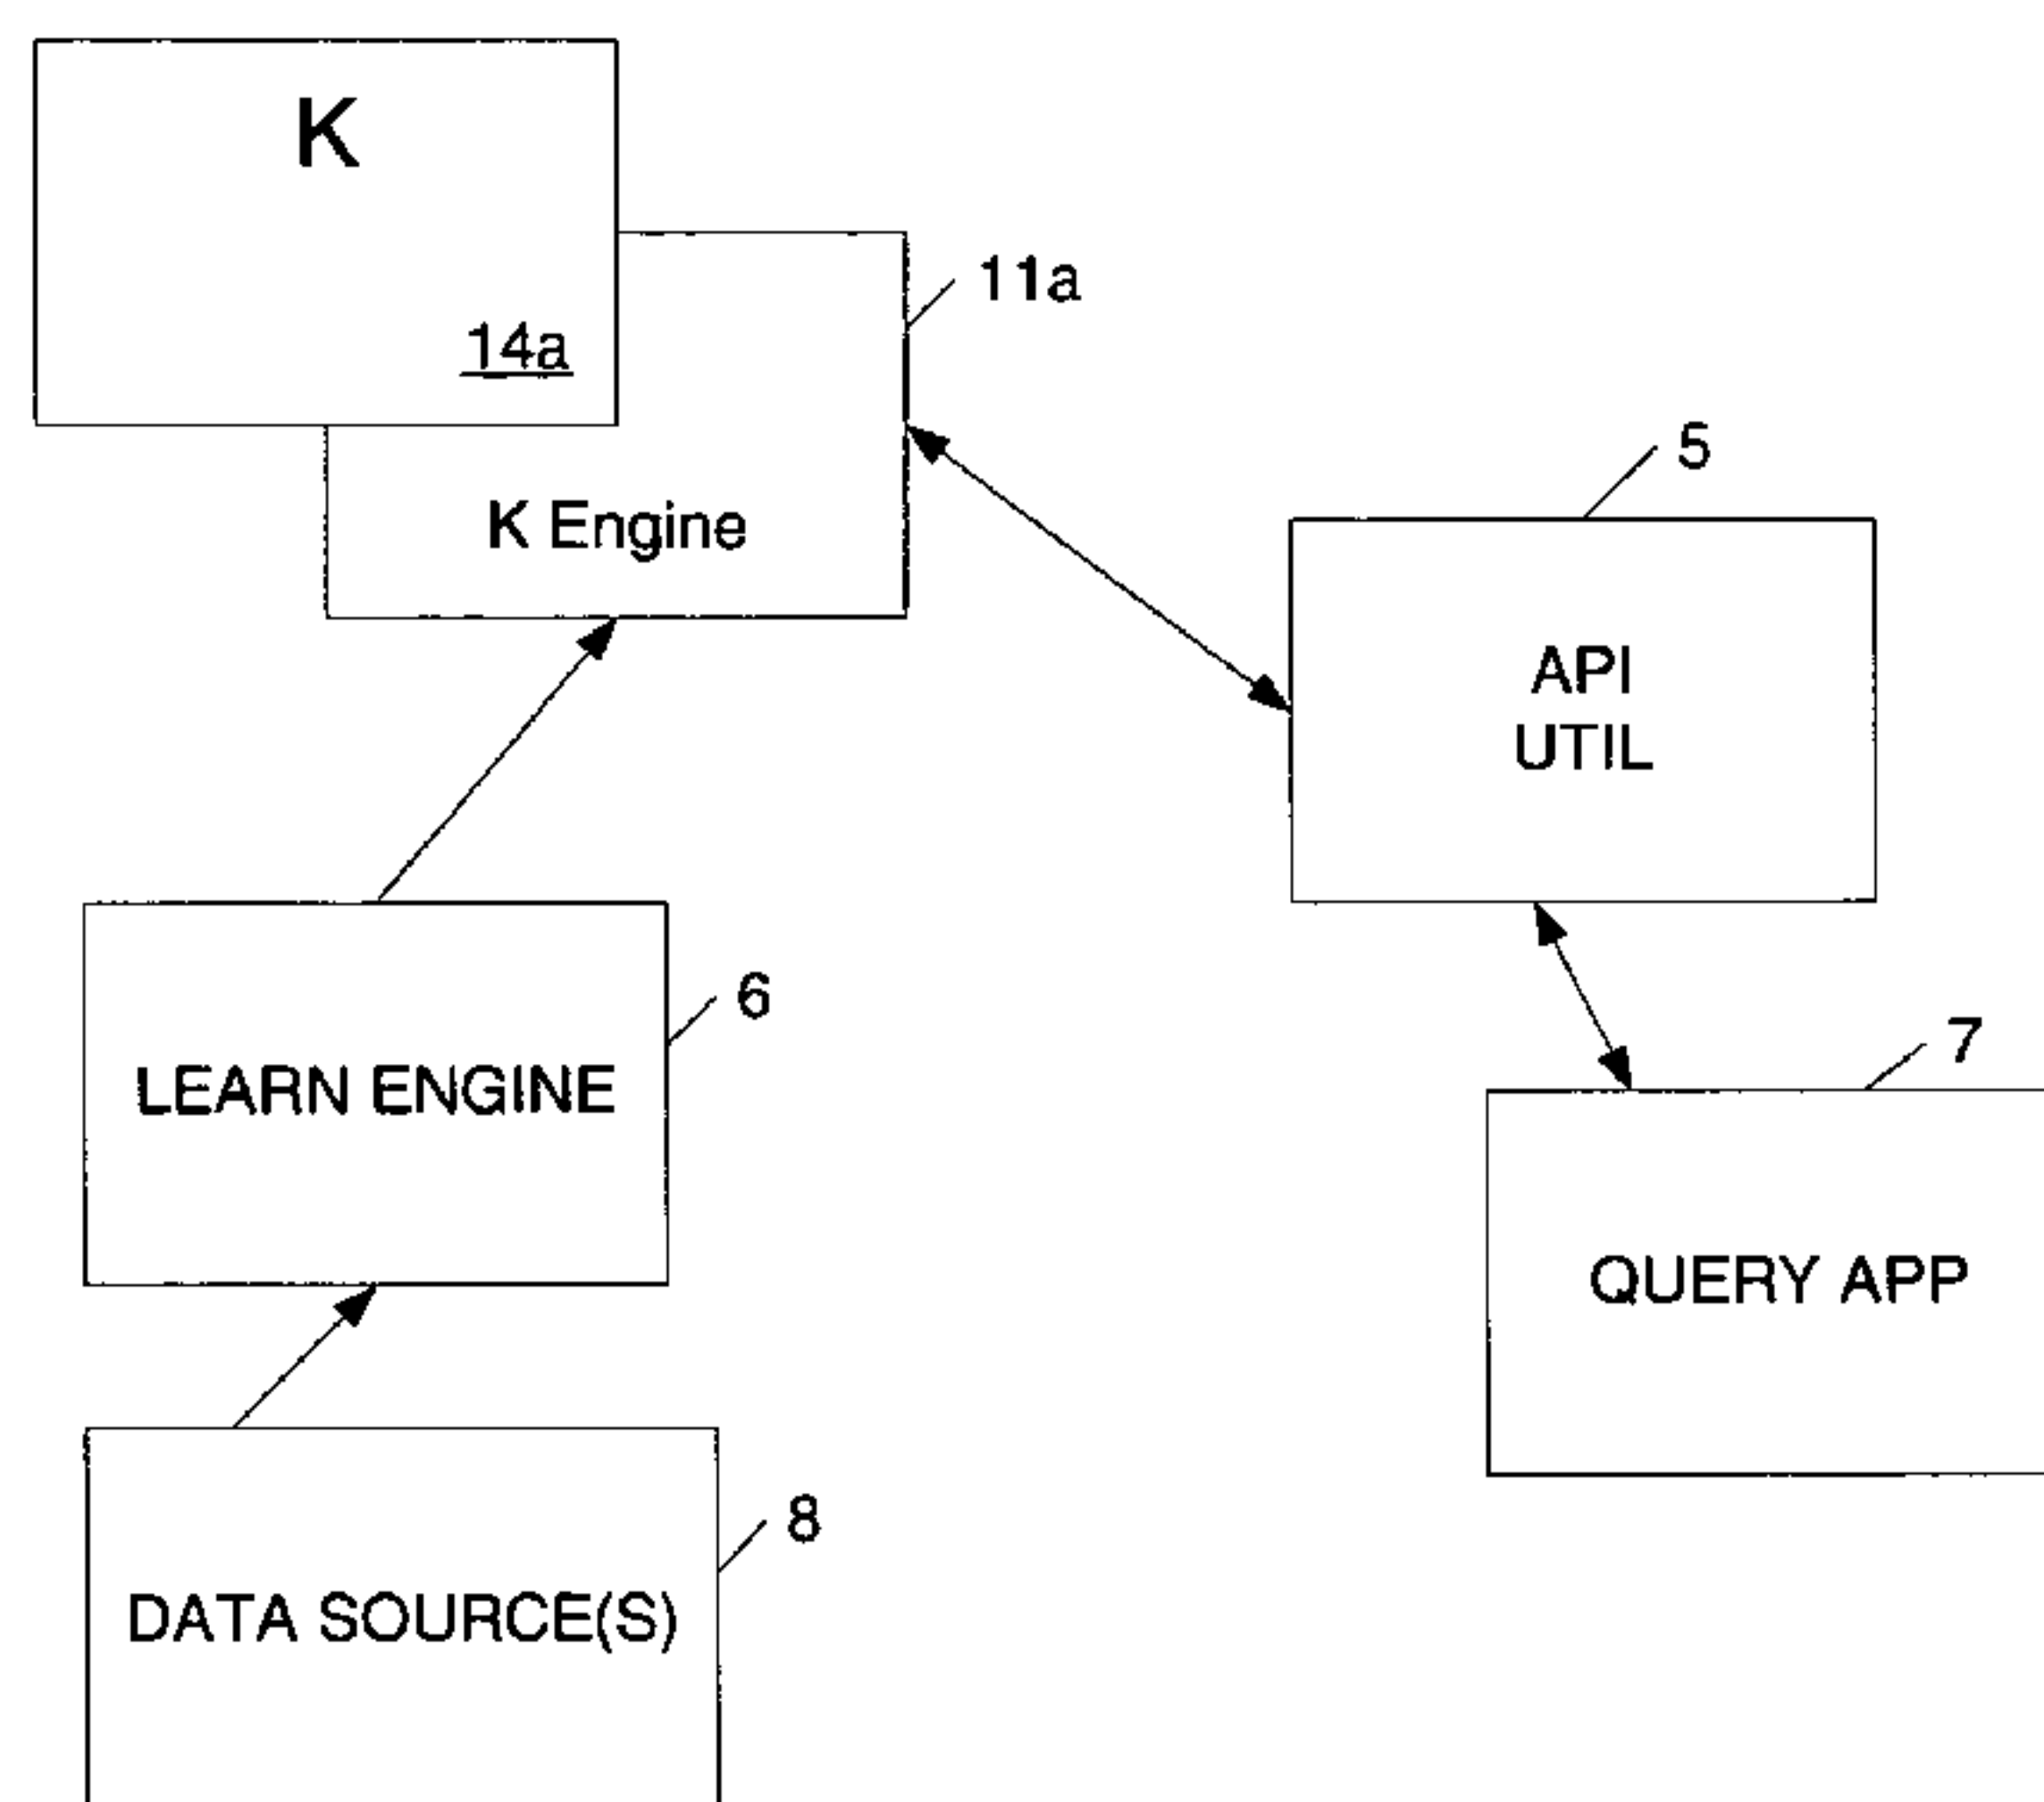 K
14a
11a
K Engine
5
API
UTIL
6
LEARN ENGINE
7
QUERY APP
8
DATA SOURCE(S)